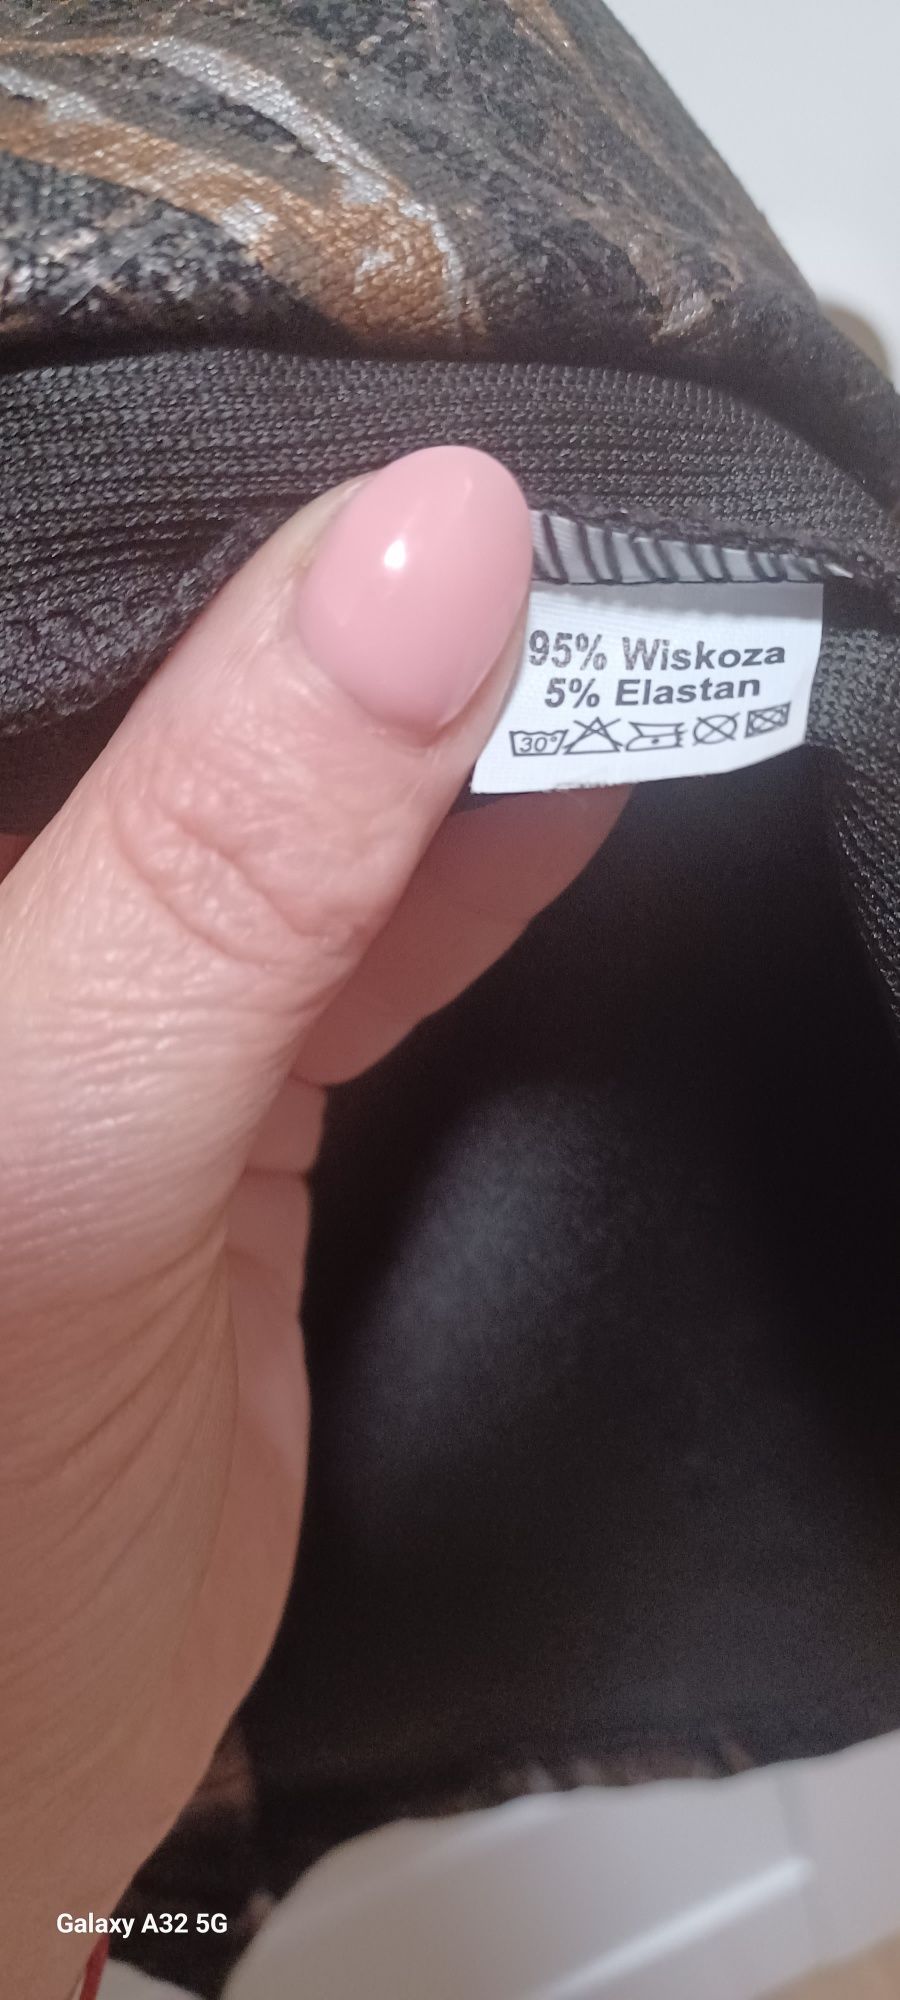 95% Wiskoza
5% Elastan
30°
Galaxy A32 5G